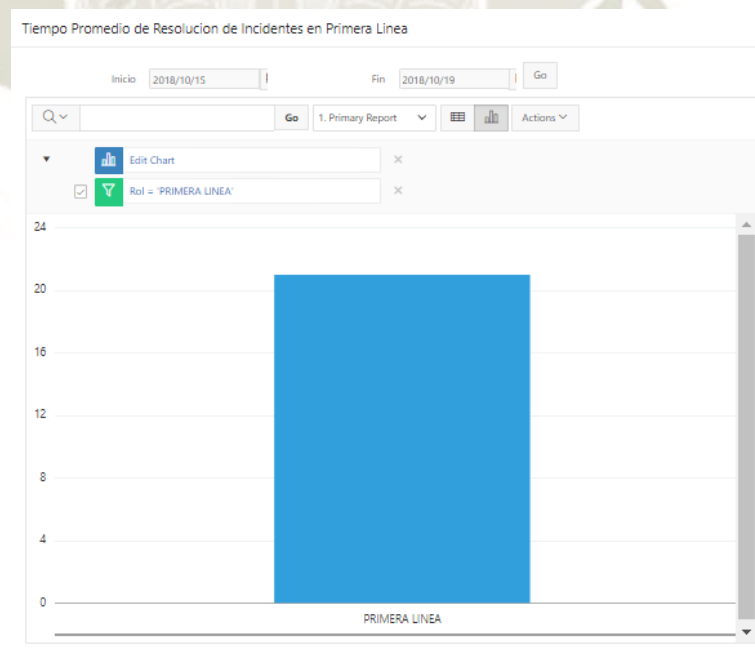 Tiempo Promedio de Resolucion de Incidentes en Primera Linea
Inicio 2018/10/15 Fin 2018/10/19 Go
Go 1. Primary Report Actions
Edit Chart
Rol = 'PRIMERA LINEA'
24
20
16
12
8
4
0
PRIMERA LINEA